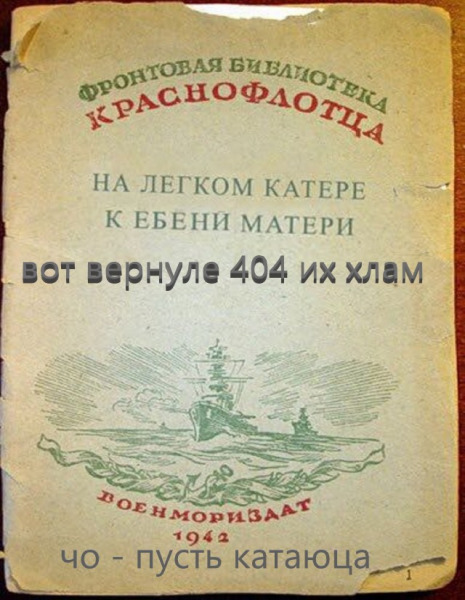 ФРОНТОВАЯ БИБЛИОТЕКА
КРАСНОФЛОТЦА
НА ЛЕГКОМ КАТЕРЕ
К ЕБЕНИ МАТЕРИ
вот вернуле 404 их хлам
ВОЕНМОРИЗДАТ
1942
чо - пусть катаюца
1